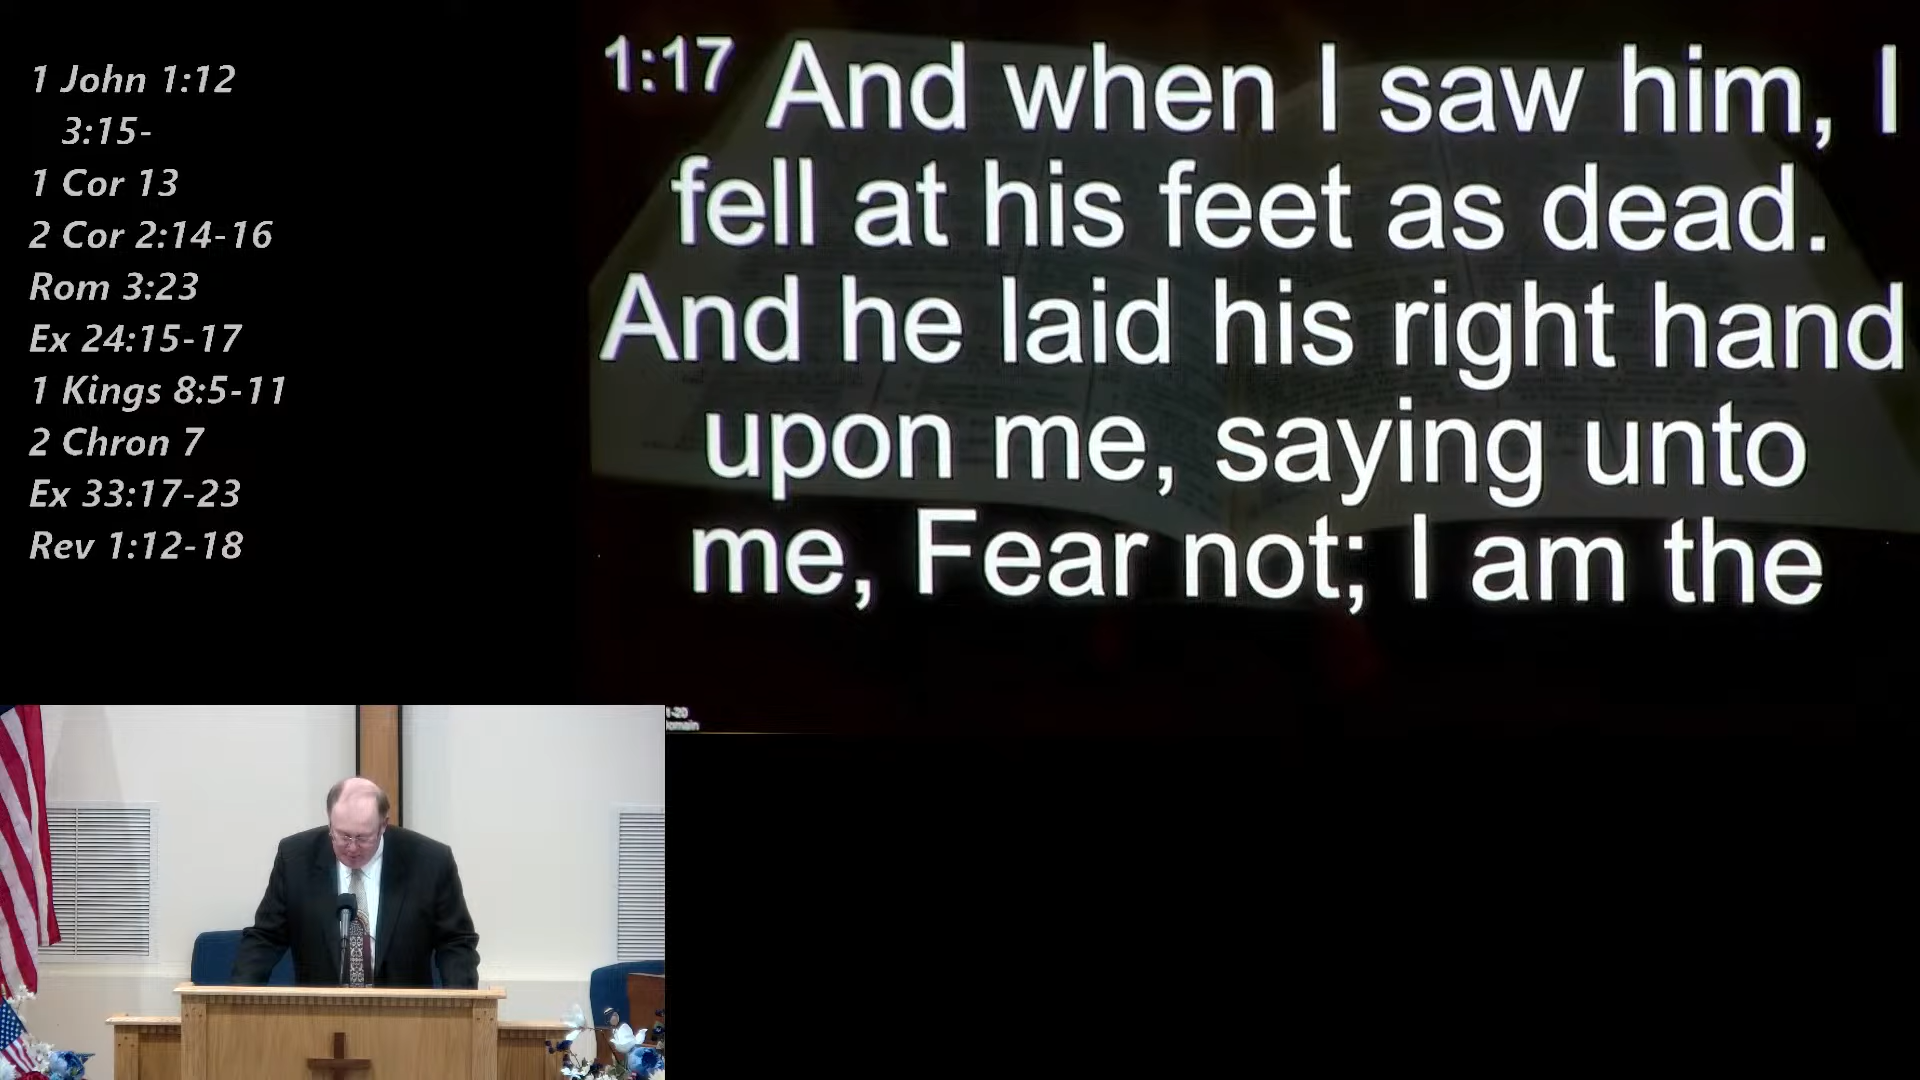 1 John 1:12
3:15-
1 Cor 13
2 Cor 2:14-16
Rom 3:23
Ex 24:15-17
1 Kings 8:5-11
2 Chron 7
Ex 33:17-23
Rev 1:12-18
1:17 And when I saw him, I
fell at his feet as dead.
And he laid his right hand
upon me, saying unto
me, Fear not; I am the
1-20
omain